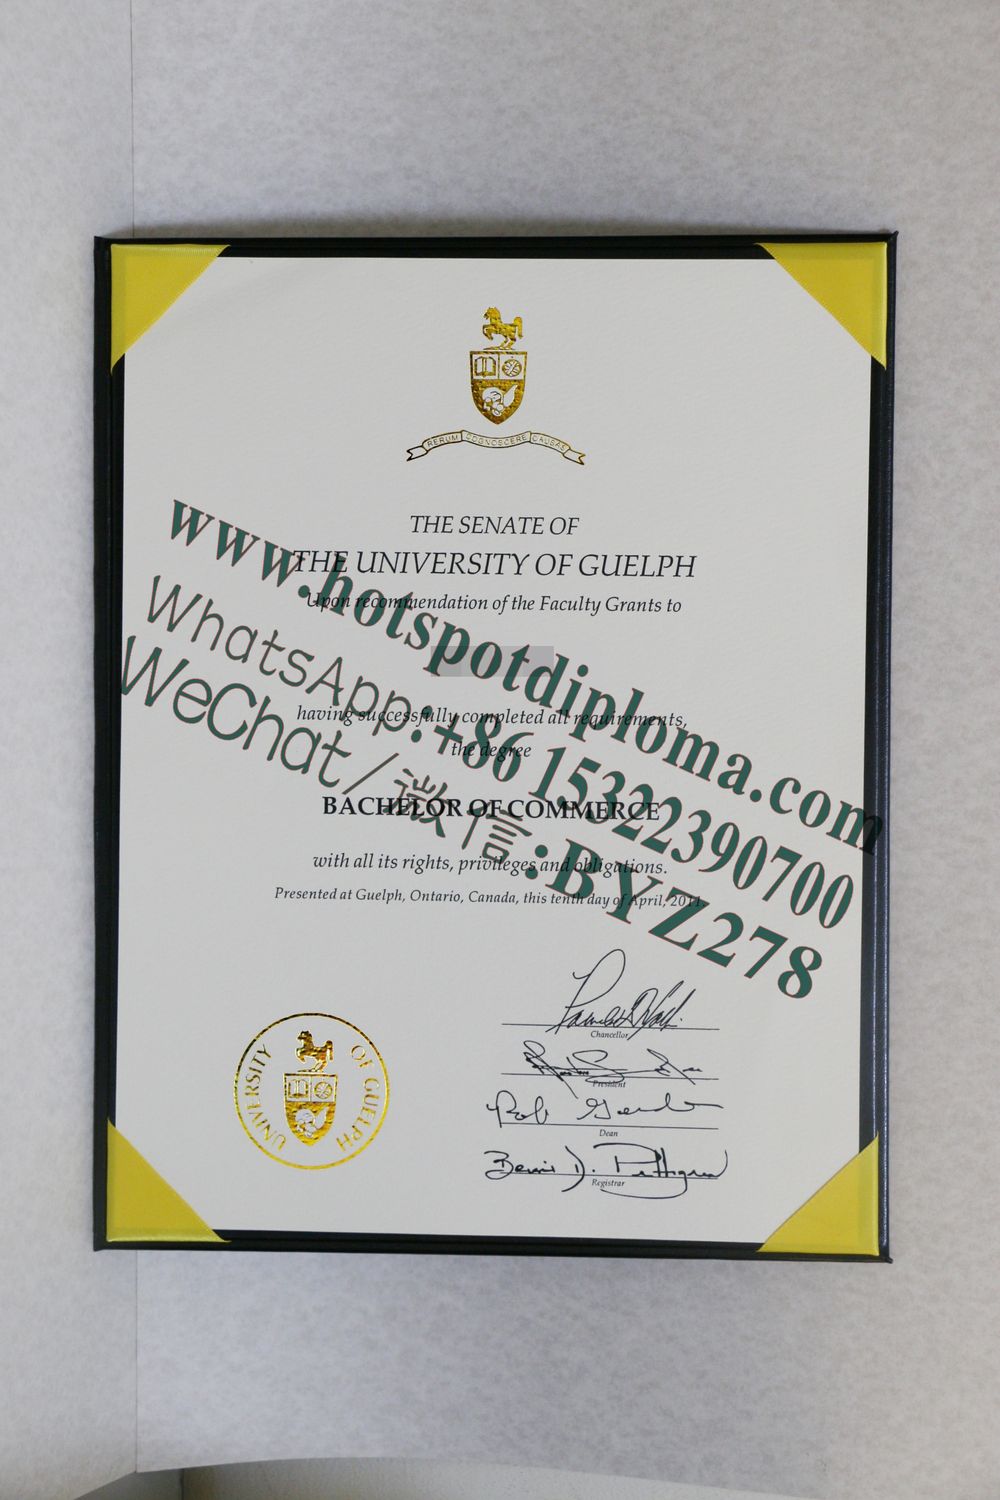 RERUM COGNOSCERE CAUSAS
THE SENATE OF
THE UNIVERSITY OF GUELPH
Upon recommendation of the Faculty Grants to
having successfully completed all requirements,
the degree
BACHELOR OF COMMERCE
with all its rights, privileges and obligations.
Presented at Guelph, Ontario, Canada, this tenth day of April, 2011.
www.hotspotdiploma.com
WhatsApp:+86 15322390700
WeChat/微信:BYZ278
Chancellor
President
Dean
Registrar
UNIVERSITY OF GUELPH